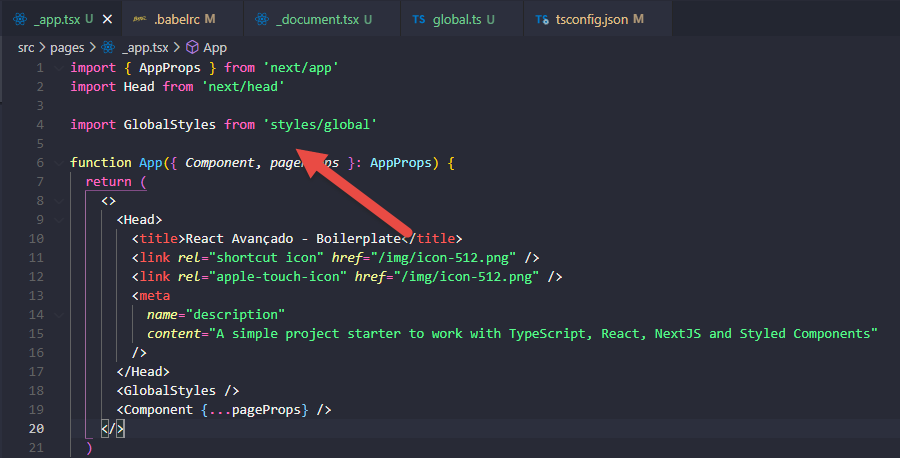 _app.tsx U × .babelrc M _document.tsx U TS global.ts U TS tsconfig.json M
src > pages > _app.tsx > App
1 import { AppProps } from 'next/app'
2 import Head from 'next/head'
3
4 import GlobalStyles from 'styles/global'
5
6 function App({ Component, pageProps }: AppProps) {
7 return (
8 <>
9 <Head>
10 <title>React Avançado - Boilerplate</title>
11 <link rel="shortcut icon" href="/img/icon-512.png" />
12 <link rel="apple-touch-icon" href="/img/icon-512.png" />
13 <meta
14 name="description"
15 content="A simple project starter to work with TypeScript, React, NextJS and Styled Components"
16 />
17 </Head>
18 <GlobalStyles />
19 <Component {...pageProps} />
20 </>
21 )